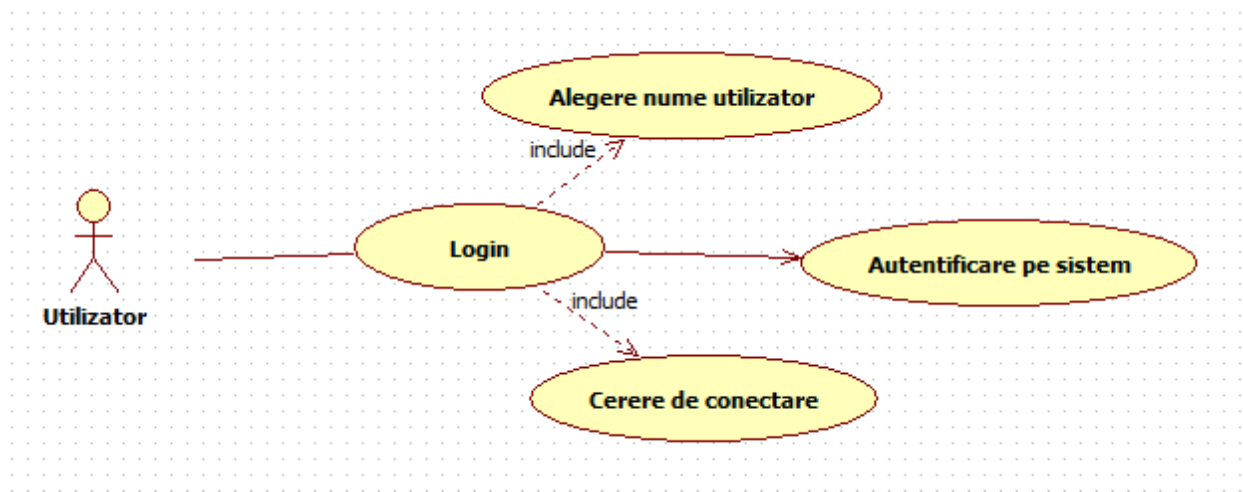 Alegere nume utilizator
include
Login
Autentificare pe sistem
include
Utilizator
Cerere de conectare